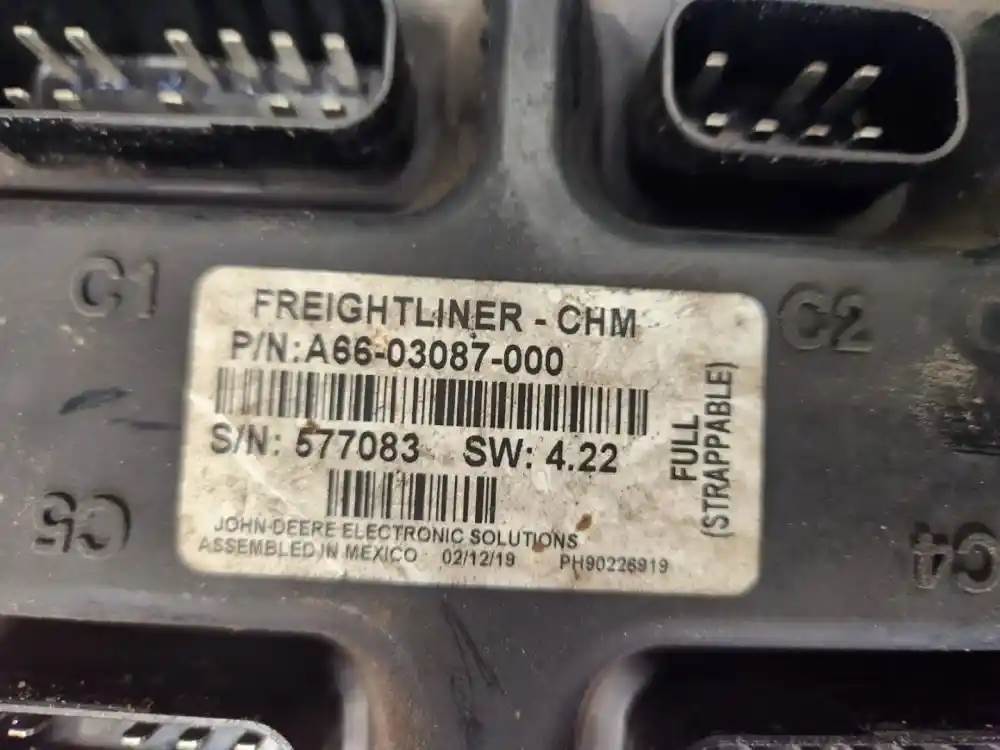 C1
C2
FREIGHTLINER - CHM
P/N: A66-03087-000
S/N: 577083 SW: 4.22
FULL
(STRAPPABLE)
JOHN DEERE ELECTRONIC SOLUTIONS
ASSEMBLED IN MEXICO 02/12/19 PH90226919
C5
C4